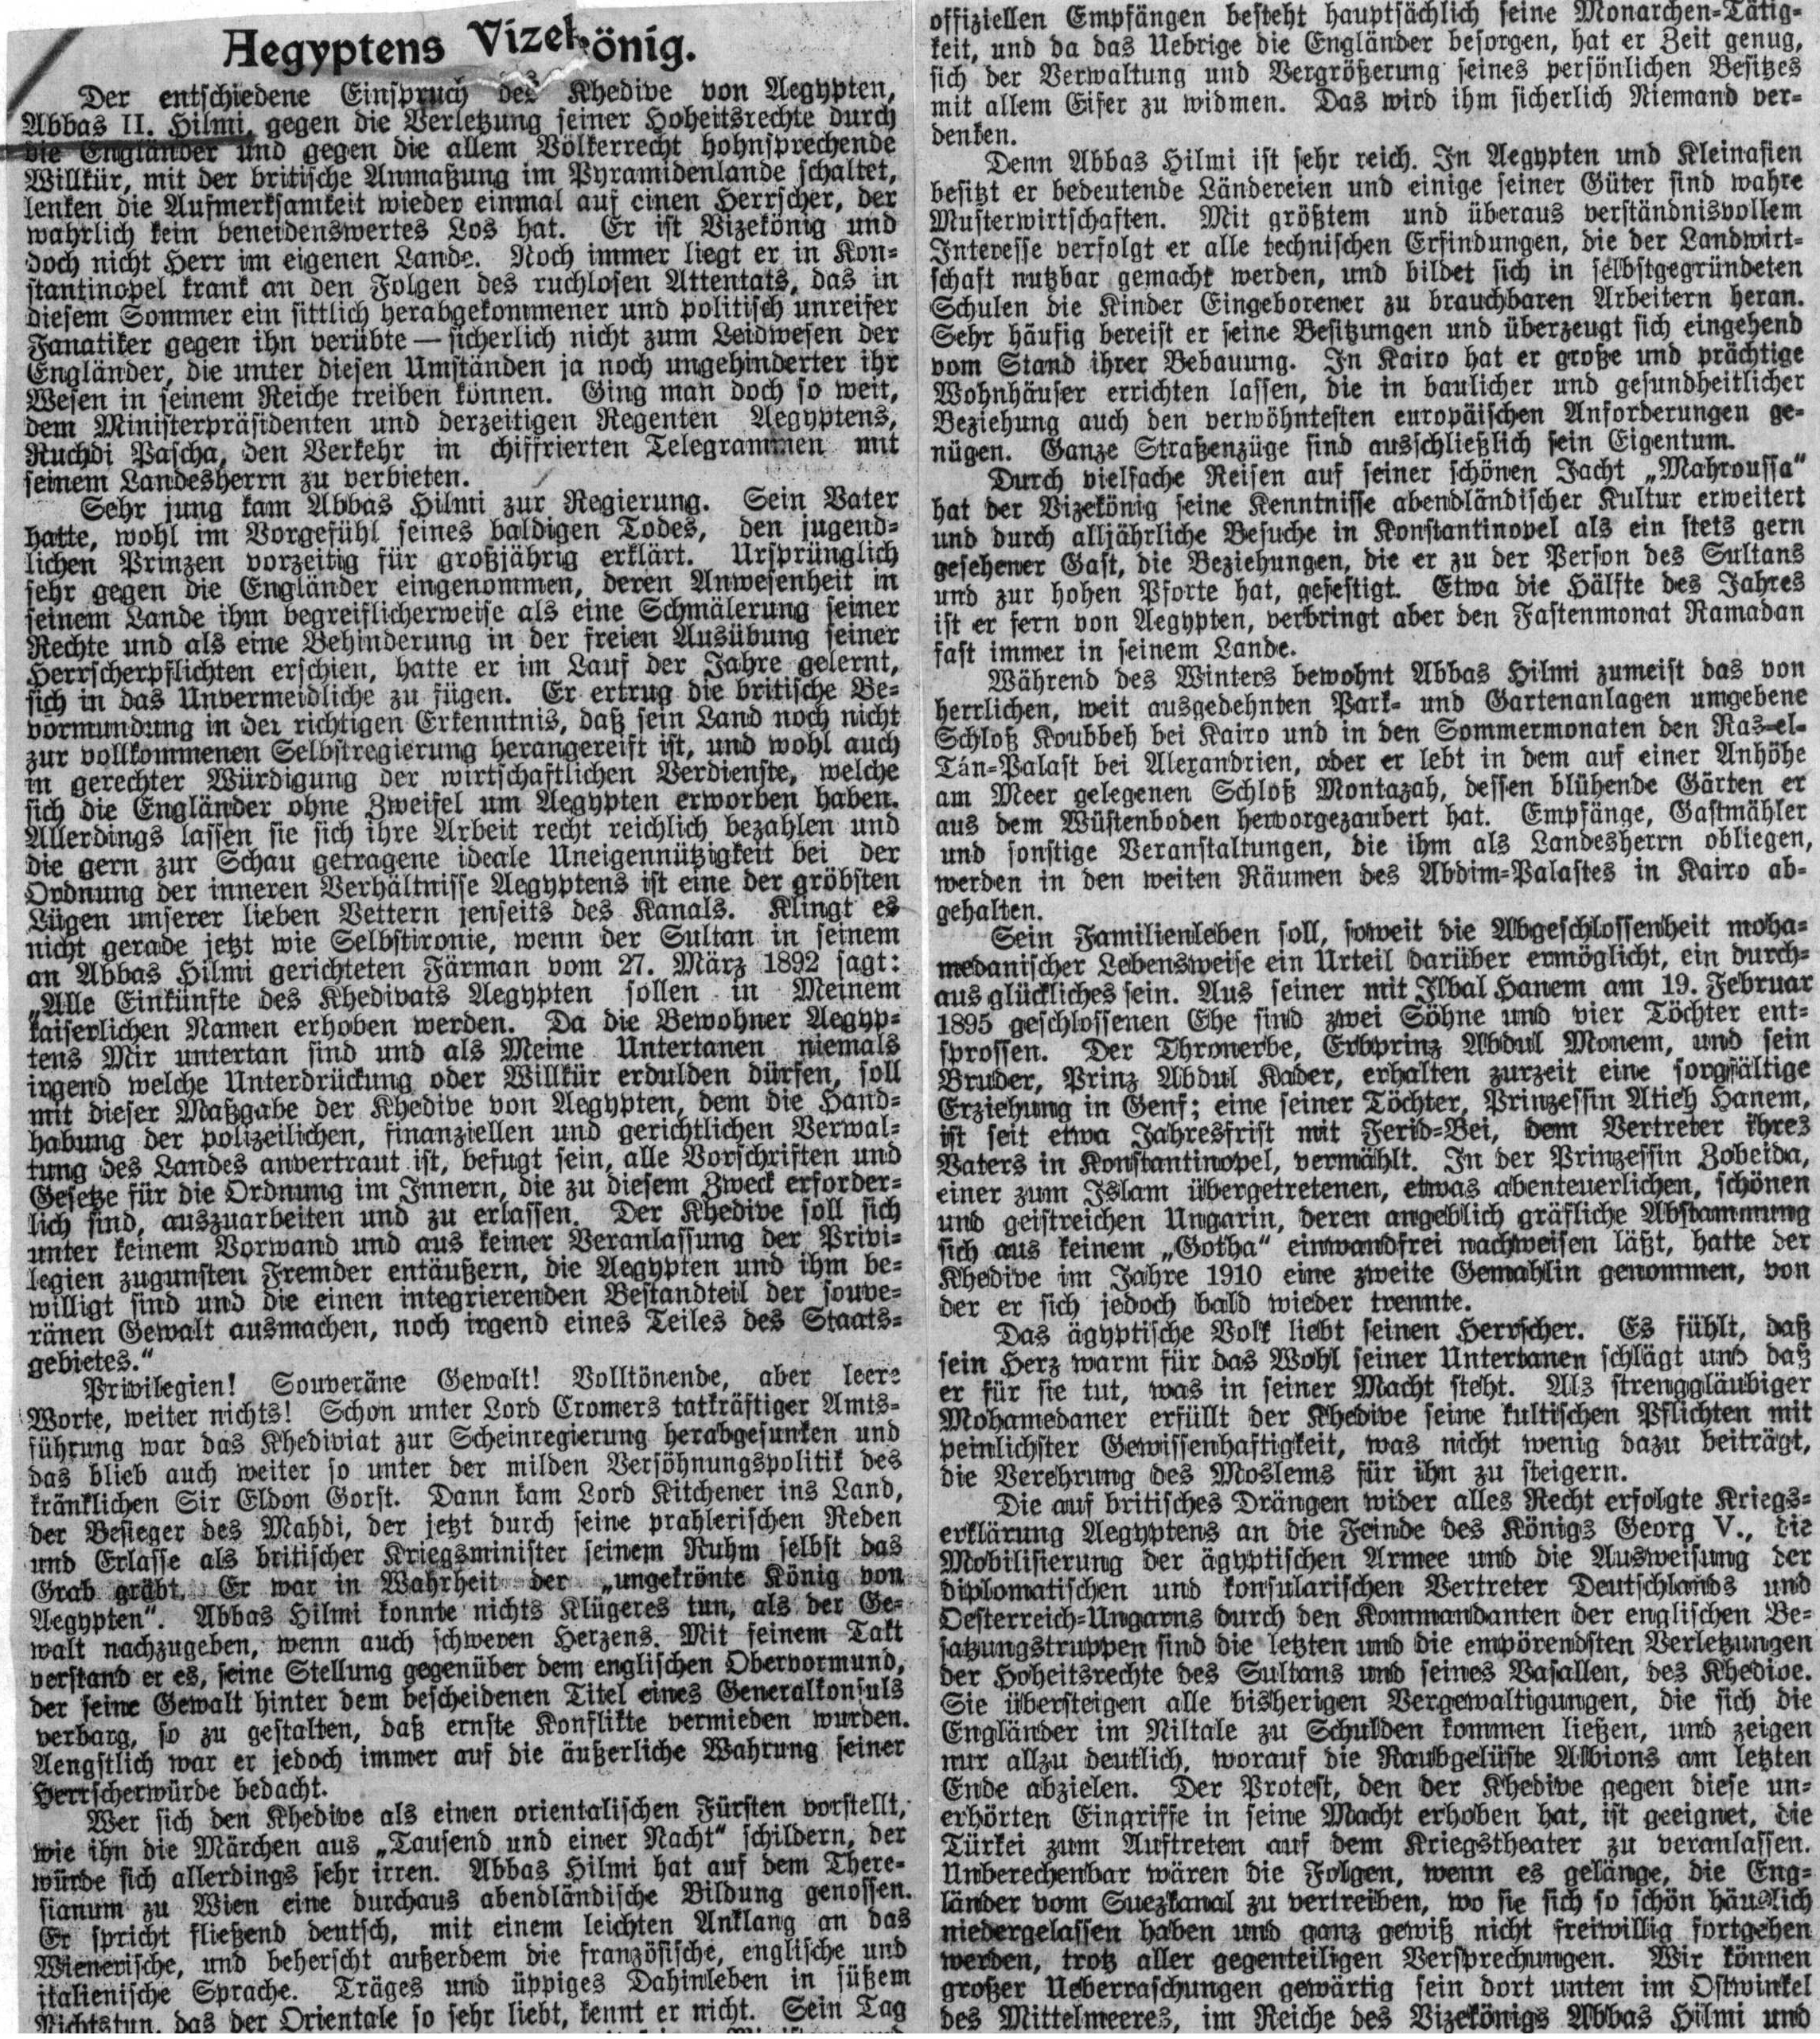 Aegyptens Vizekönig.
Der entschiedene Einspruch des Khedive von Aegypten,
Abbas II. Hilmi, gegen die Verletzung seiner Hoheitsrechte durch
die Engländer und gegen die allem Völkerrecht hohnsprechende
Willkür, mit der britische Anmaßung im Pyramidenlande schaltet,
lenken die Aufmerksamkeit wieder einmal auf einen Herrscher, der
wahrlich kein beneidenswertes Los hat. Er ist Vizekönig und
doch nicht Herr im eigenen Lande. Noch immer liegt er in Kon-
stantinopel krank an den Folgen des ruchlosen Attentats, das in
diesem Sommer ein sittlich herabgekommener und politisch unreifer
Fanatiker gegen ihn verübte — sicherlich nicht zum Leidwesen der
Engländer, die unter diesen Umständen ja noch ungehinderter ihr
Wesen in seinem Reiche treiben können. Ging man doch so weit,
dem Ministerpräsidenten und derzeitigen Regenten Aegyptens,
Ruchdi Pascha, den Verkehr in chiffrierten Telegrammen mit
seinem Landesherrn zu verbieten.
Sehr jung kam Abbas Hilmi zur Regierung. Sein Vater
hatte, wohl im Vorgefühl seines baldigen Todes, den jugend-
lichen Prinzen vorzeitig für großjährig erklärt. Ursprünglich
sehr gegen die Engländer eingenommen, deren Anwesenheit in
seinem Lande ihm begreiflicherweise als eine Schmälerung seiner
Rechte und als eine Behinderung in der freien Ausübung seiner
Herrscherpflichten erschien, hatte er im Lauf der Jahre gelernt,
sich in das Unvermeidliche zu fügen. Er ertrug die britische Be-
vormundung in der richtigen Erkenntnis, daß sein Land noch nicht
zur vollkommenen Selbstregierung herangereift ist, und wohl auch
in gerechter Würdigung der wirtschaftlichen Verdienste, welche
sich die Engländer ohne Zweifel um Aegypten erworben haben.
Allerdings lassen sie sich ihre Arbeit recht reichlich bezahlen und
die gern zur Schau getragene ideale Uneigennützigkeit bei der
Ordnung der inneren Verhältnisse Aegyptens ist eine der gröbsten
Lügen unserer lieben Vettern jenseits des Kanals. Klingt es
nicht gerade jetzt wie Selbstironie, wenn der Sultan in seinem
an Abbas Hilmi gerichteten Färman vom 27. März 1892 sagt:
„Alle Einkünfte des Khedivats Aegypten sollen in Meinem
kaiserlichen Namen erhoben werden. Da die Bewohner Aegyp-
tens Mir untertan sind und als Meine Untertanen niemals
irgend welche Unterdrückung oder Willkür erdulden dürfen, soll
mit dieser Maßgabe der Khedive von Aegypten, dem die Hand-
habung der polizeilichen, finanziellen und gerichtlichen Verwal-
tung des Landes anvertraut ist, befugt sein, alle Vorschriften und
Gesetze für die Ordnung im Innern, die zu diesem Zweck erforder-
lich sind, auszuarbeiten und zu erlassen. Der Khedive soll sich
unter keinem Vorwand und aus keiner Veranlassung der Privi-
legien zugunsten Fremder entäußern, die Aegypten und ihm be-
willigt sind und die einen integrierenden Bestandteil der souve-
ränen Gewalt ausmachen, noch irgend eines Teiles des Staats-
gebietes.“
Privilegien! Souveräne Gewalt! Volltönende, aber leere
Worte, weiter nichts! Schon unter Lord Cromers tatkräftiger Amts-
führung war das Khediviat zur Scheinregierung herabgesunken und
das blieb auch weiter so unter der milden Versöhnungspolitik des
kränklichen Sir Eldon Gorst. Dann kam Lord Kitchener ins Land,
der Besieger des Mahdi, der jetzt durch seine prahlerischen Reden
und Erlasse als britischer Kriegsminister seinem Ruhm selbst das
Grab gräbt. Er war in Wahrheit der „ungekrönte König von
Aegypten“. Abbas Hilmi konnte nichts Klügeres tun, als der Ge-
walt nachzugeben, wenn auch schweren Herzens. Mit feinem Takt
verstand er es, seine Stellung gegenüber dem englischen Obervormund,
der seine Gewalt hinter dem bescheidenen Titel eines Generalkonsuls
verbarg, so zu gestalten, daß ernste Konflikte vermieden wurden.
Aengstlich war er jedoch immer auf die äußerliche Wahrung seiner
Herrscherwürde bedacht.
Wer sich den Khedive als einen orientalischen Fürsten vorstellt,
wie ihn die Märchen aus „Tausend und einer Nacht“ schildern, der
würde sich allerdings sehr irren. Abbas Hilmi hat auf dem There-
sianum zu Wien eine durchaus abendländische Bildung genossen.
Er spricht fließend deutsch, mit einem leichten Anklang an das
Wienerische, und beherscht außerdem die französische, englische und
italienische Sprache. Träges und üppiges Dahinleben in süßem
Nichtstun, das der Orientale so sehr liebt, kennt er nicht. Sein Tag
offiziellen Empfängen besteht hauptsächlich seine Monarchen-Tätig-
keit, und da das Uebrige die Engländer besorgen, hat er Zeit genug,
sich der Verwaltung und Vergrößerung seines persönlichen Besitzes
mit allem Eifer zu widmen. Das wird ihm sicherlich Niemand ver-
denken.
Denn Abbas Hilmi ist sehr reich. In Aegypten und Kleinasien
besitzt er bedeutende Ländereien und einige seiner Güter sind wahre
Musterwirtschaften. Mit größtem und überaus verständnisvollem
Interesse verfolgt er alle technischen Erfindungen, die der Landwirt-
schaft nutzbar gemacht werden, und bildet sich in selbstgegründeten
Schulen die Kinder Eingeborener zu brauchbaren Arbeitern heran.
Sehr häufig bereist er seine Besitzungen und überzeugt sich eingehend
vom Stand ihrer Bebauung. In Kairo hat er große und prächtige
Wohnhäuser errichten lassen, die in baulicher und gesundheitlicher
Beziehung auch den verwöhntesten europäischen Anforderungen ge-
nügen. Ganze Straßenzüge sind ausschließlich sein Eigentum.
Durch vielfache Reisen auf seiner schönen Jacht „Mahroussa“
hat der Vizekönig seine Kenntnisse abendländischer Kultur erweitert
und durch alljährliche Besuche in Konstantinopel als ein stets gern
gesehener Gast, die Beziehungen, die er zu der Person des Sultans
und zur hohen Pforte hat, gefestigt. Etwa die Hälfte des Jahres
ist er fern von Aegypten, verbringt aber den Fastenmonat Ramadan
fast immer in seinem Lande.
Während des Winters bewohnt Abbas Hilmi zumeist das von
herrlichen, weit ausgedehnten Park- und Gartenanlagen umgebene
Schloß Koubbeh bei Kairo und in den Sommermonaten den Ras-el-
Tán-Palast bei Alexandrien, oder er lebt in dem auf einer Anhöhe
am Meer gelegenen Schloß Montazah, dessen blühende Gärten er
aus dem Wüstenboden hervorgezaubert hat. Empfänge, Gastmähler
und sonstige Veranstaltungen, die ihm als Landesherrn obliegen,
werden in den weiten Räumen des Abdim-Palastes in Kairo ab-
gehalten.
Sein Familienleben soll, soweit die Abgeschlossenheit moha-
medanischer Lebensweise ein Urteil darüber ermöglicht, ein durch-
aus glückliches sein. Aus seiner mit Ilbal Hanem am 19. Februar
1895 geschlossenen Ehe sind zwei Söhne und vier Töchter ent-
sprossen. Der Thronerbe, Erbprinz Abdul Monem, und sein
Bruder, Prinz Abdul Kader, erhalten zurzeit eine sorgfältige
Erziehung in Genf; eine seiner Töchter, Prinzessin Atieh Hanem,
ist seit etwa Jahresfrist mit Ferid-Bei, dem Vertreter ihres
Vaters in Konstantinopel, vermählt. In der Prinzessin Zobeida,
einer zum Islam übergetretenen, etwas abenteuerlichen, schönen
und geistreichen Ungarin, deren angeblich gräfliche Abstammung
sich aus keinem „Gotha“ einwandfrei nachweisen läßt, hatte der
Khedive im Jahre 1910 eine zweite Gemahlin genommen, von
der er sich jedoch bald wieder trennte.
Das ägyptische Volk liebt seinen Herrscher. Es fühlt, daß
sein Herz warm für das Wohl seiner Untertanen schlägt und daß
er für sie tut, was in seiner Macht steht. Als strenggläubiger
Mohamedaner erfüllt der Khedive seine kultischen Pflichten mit
peinlichster Gewissenhaftigkeit, was nicht wenig dazu beiträgt,
die Verehrung des Moslems für ihn zu steigern.
Die auf britisches Drängen wider alles Recht erfolgte Kriegs-
erklärung Aegyptens an die Feinde des Königs Georg V., die
Mobilisierung der ägyptischen Armee und die Ausweisung der
diplomatischen und konsularischen Vertreter Deutschlands und
Oesterreich-Ungarns durch den Kommandanten der englischen Be-
satzungstruppen sind die letzten und die empörendsten Verletzungen
der Hoheitsrechte des Sultans und seines Vasallen, des Khedive.
Sie übersteigen alle bisherigen Vergewaltigungen, die sich die
Engländer im Niltale zu Schulden kommen ließen, und zeigen
nur allzu deutlich, worauf die Raubgelüste Albions am letzten
Ende abzielen. Der Protest, den der Khedive gegen diese un-
erhörten Eingriffe in seine Macht erhoben hat, ist geeignet, die
Türkei zum Auftreten auf dem Kriegstheater zu veranlassen.
Unberechenbar wären die Folgen, wenn es gelänge, die Eng-
länder vom Suezkanal zu vertreiben, wo sie sich so schön häuslich
niedergelassen haben und ganz gewiß nicht freiwillig fortgehen
werden, trotz aller gegenteiligen Versprechungen. Wir können
großer Ueberraschungen gewärtig sein dort unten im Ostwinkel
des Mittelmeeres, im Reiche des Vizekönigs Abbas Hilmi und